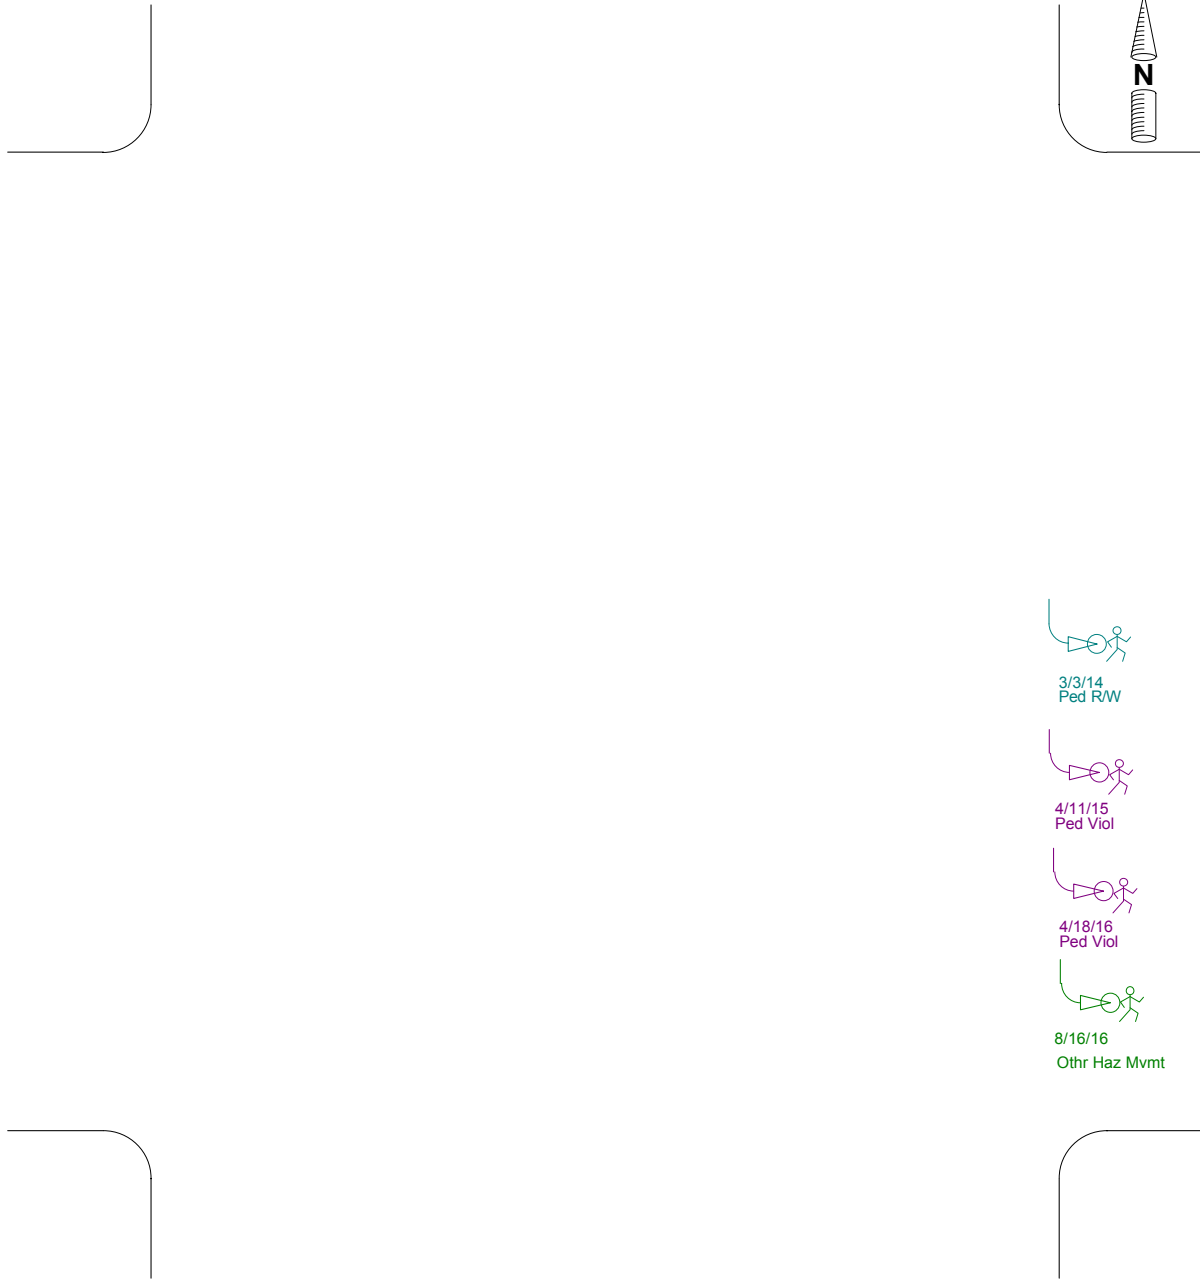 N
3/3/14
Ped R/W
4/11/15
Ped Viol
4/18/16
Ped Viol
8/16/16
Othr Haz Mvmt